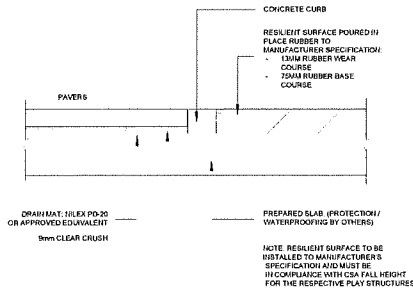 CONCRETE CURB
RESILIENT SURFACE POURED IN
PLACE RUBBER TO
MANUFACTURER SPECIFICATION:
- 13MM RUBBER WEAR
COURSE
- 75MM RUBBER BASE
COURSE
PAVERS
DRAIN MAT: NILEX PD-20
OR APPROVED EQUIVALENT
9mm CLEAR CRUSH
PREPARED SLAB (PROTECTION /
WATERPROOFING BY OTHERS)
NOTE: RESILIENT SURFACE TO BE
INSTALLED TO MANUFACTURER'S
SPECIFICATION AND MUST BE
IN COMPLIANCE WITH CSA FALL HEIGHT
FOR THE RESPECTIVE PLAY STRUCTURES